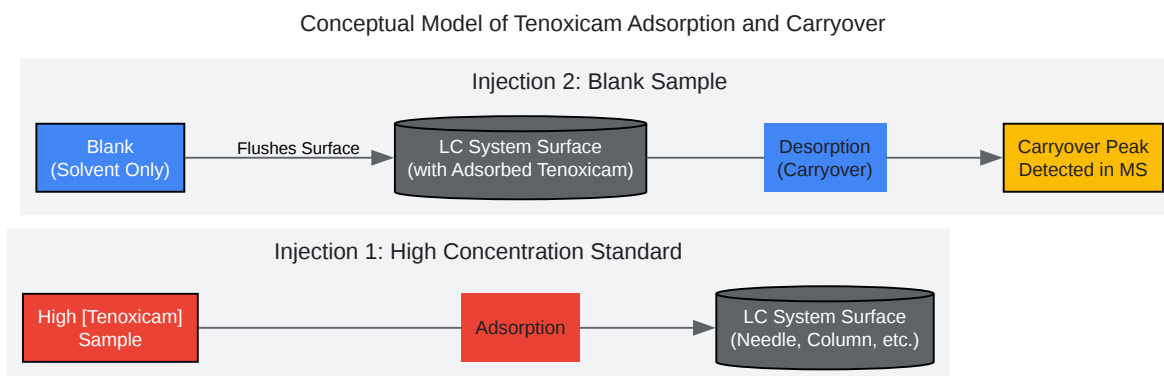 Conceptual Model of Tenoxicam Adsorption and Carryover
Injection 2: Blank Sample
Blank
(Solvent Only)
Flushes Surface
LC System Surface
(with Adsorbed Tenoxicam)
Desorption
(Carryover)
Carryover Peak
Detected in MS
Injection 1: High Concentration Standard
High [Tenoxicam]
Sample
Adsorption
LC System Surface
(Needle, Column, etc.)